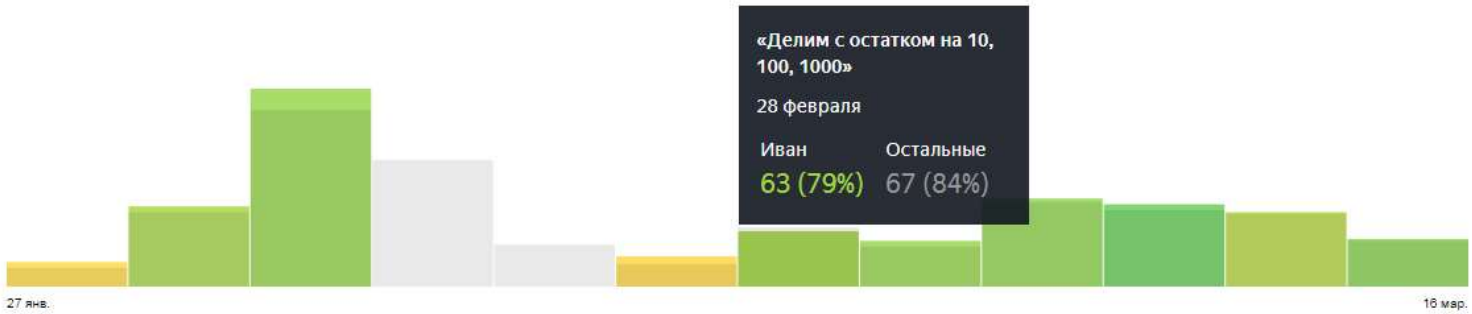 «Делим с остатком на 10,
100, 1000»
28 февраля
Иван Остальные
63 (79%) 67 (84%)
27 янв. 16 мар.